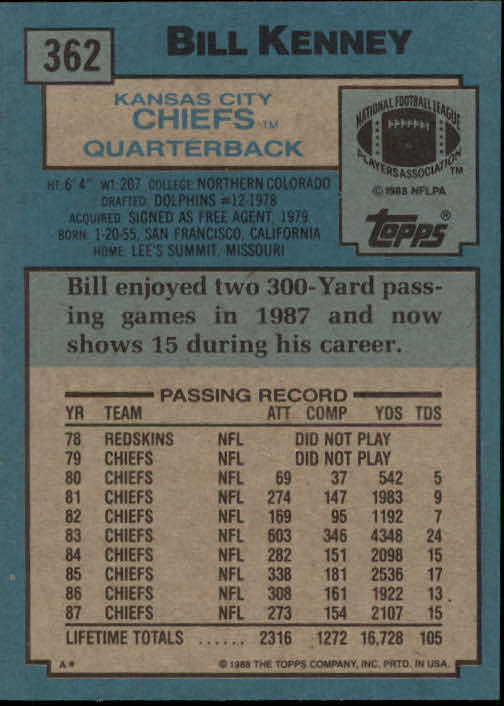 362
BILL KENNEY
KANSAS CITY
CHIEFS™
QUARTERBACK
NATIONAL FOOTBALL LEAGUE
PLAYERS ASSOCIATION™
© 1988 NFLPA
Topps®
HT: 6' 4" WT: 207 COLLEGE: NORTHERN COLORADO
DRAFTED: DOLPHINS #12-1978
ACQUIRED: SIGNED AS FREE AGENT, 1979
BORN: 1-20-55, SAN FRANCISCO, CALIFORNIA
HOME: LEE'S SUMMIT, MISSOURI
Bill enjoyed two 300-Yard pass-
ing games in 1987 and now
shows 15 during his career.
PASSING RECORD
YR TEAM ATT COMP YDS TDS
78 REDSKINS NFL DID NOT PLAY
79 CHIEFS NFL DID NOT PLAY
80 CHIEFS NFL 69 37 542 5
81 CHIEFS NFL 274 147 1983 9
82 CHIEFS NFL 169 95 1192 7
83 CHIEFS NFL 603 346 4348 24
84 CHIEFS NFL 282 151 2098 15
85 CHIEFS NFL 338 181 2536 17
86 CHIEFS NFL 308 161 1922 13
87 CHIEFS NFL 273 154 2107 15
LIFETIME TOTALS ...... 2316 1272 16,728 105
A* © 1988 THE TOPPS COMPANY, INC. PRTD. IN USA.